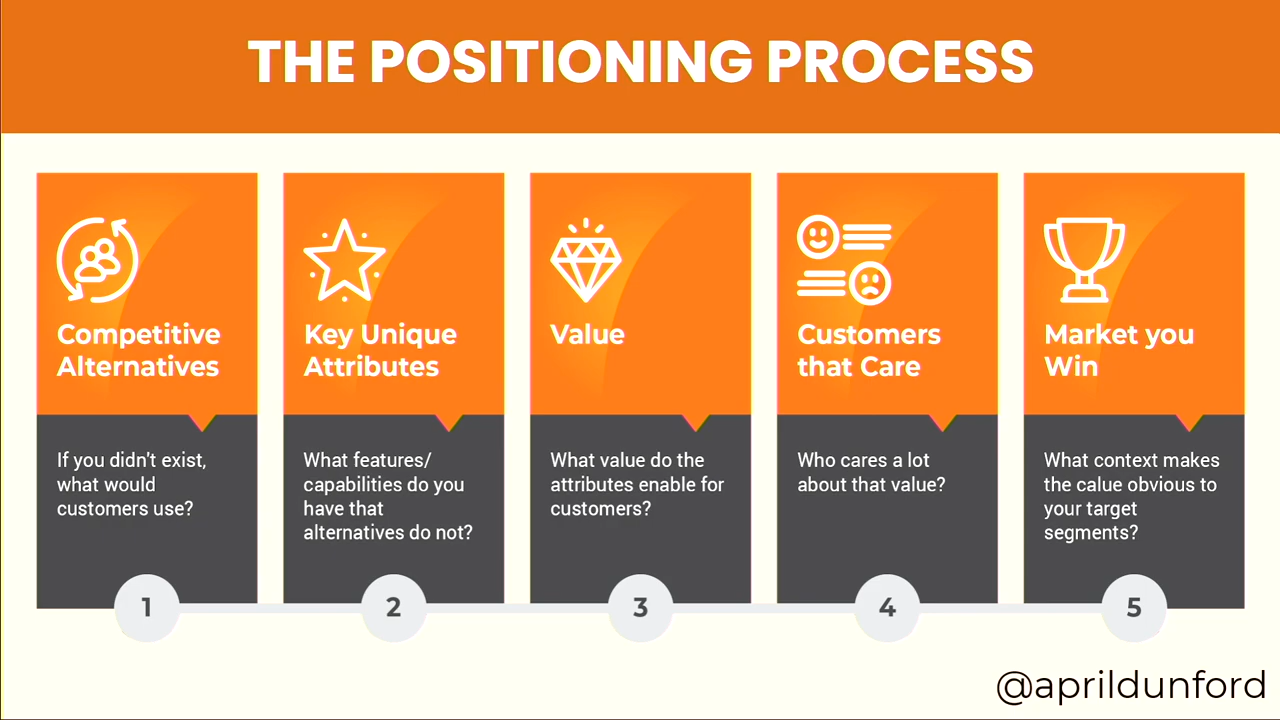 THE POSITIONING PROCESS
Competitive
Alternatives
If you didn't exist,
what would
customers use?
1
Key Unique
Attributes
What features/
capabilities do you
have that
alternatives do not?
2
Value
What value do the
attributes enable for
customers?
3
Customers
that Care
Who cares a lot
about that value?
4
Market you
Win
What context makes
the calue obvious to
your target
segments?
5
@aprildunford